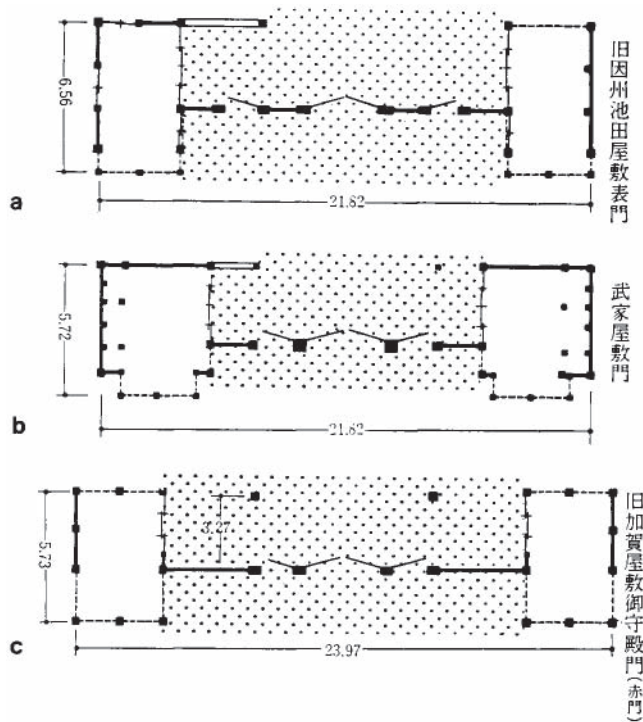 旧因州池田屋敷表門
6.56
21.82
a
武家屋敷門
5.72
21.82
b
旧加賀屋敷御守殿門(赤門)
3.27
5.73
23.97
c